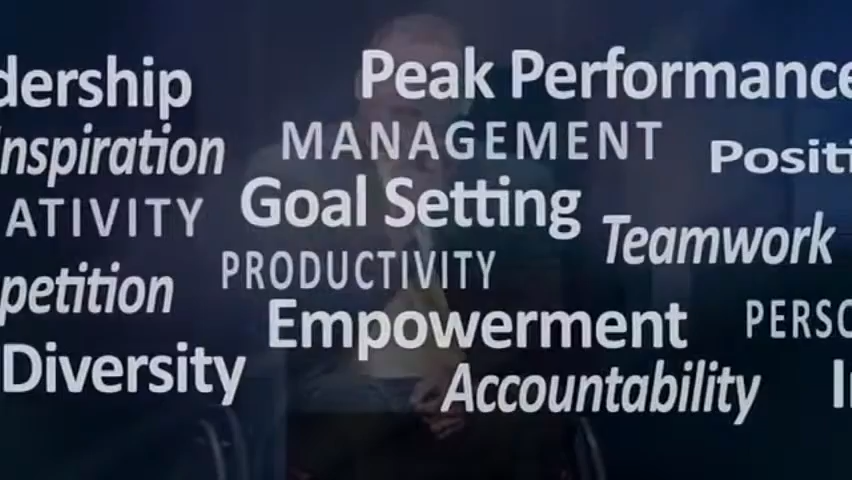 dership
Peak Performance
nspiration
MANAGEMENT
Positi
ATIVITY
Goal Setting
Teamwork
petition
PRODUCTIVITY
Empowerment
PERSO
Diversity
Accountability